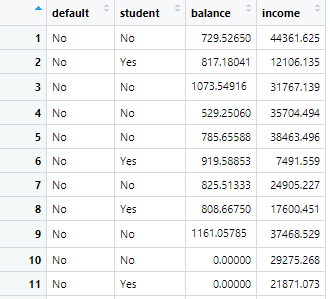 default student balance income
1 No No 729.52650 44361.625
2 No Yes 817.18041 12106.135
3 No No 1073.54916 31767.139
4 No No 529.25060 35704.494
5 No No 785.65588 38463.496
6 No Yes 919.58853 7491.559
7 No No 825.51333 24905.227
8 No Yes 808.66750 17600.451
9 No No 1161.05785 37468.529
10 No No 0.00000 29275.268
11 No Yes 0.00000 21871.073